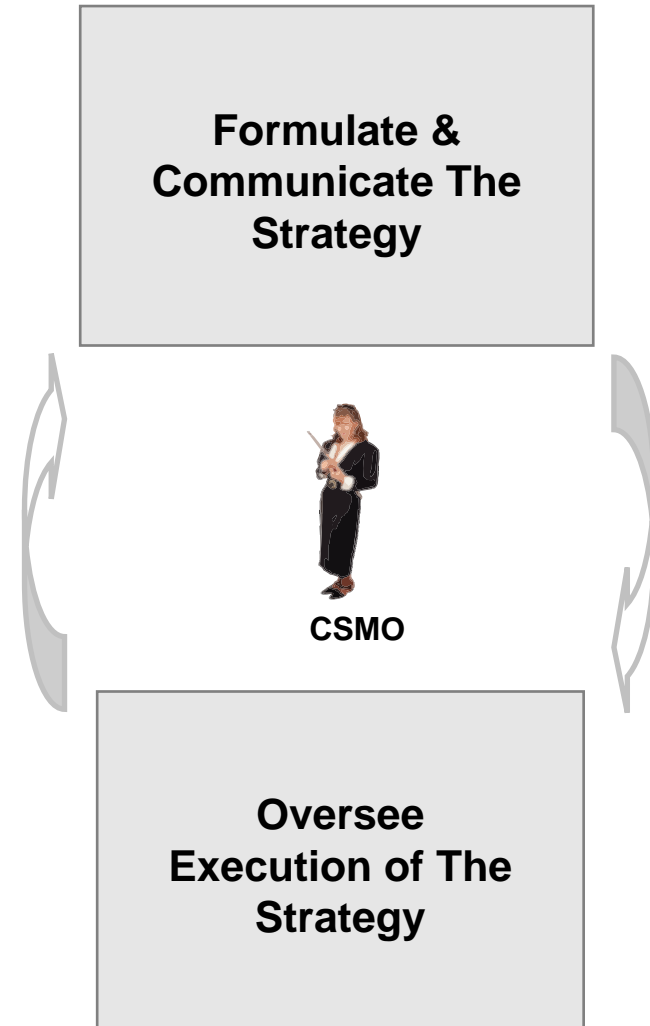 Formulate &
Communicate The
Strategy
CSMO
Oversee
Execution of The
Strategy